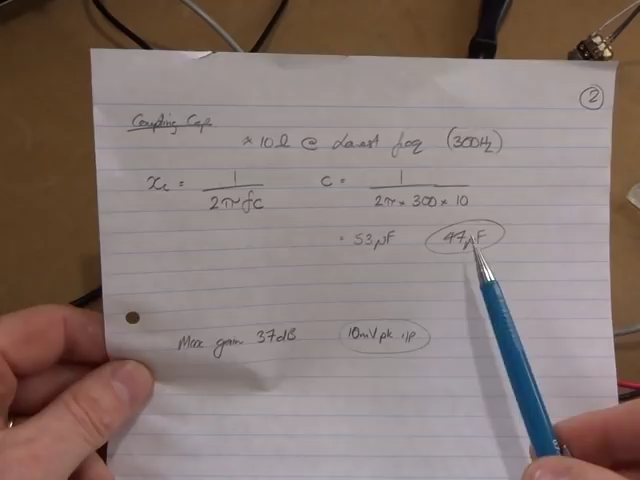 2
Coupling Cap
* 10Ω @ Lowest freq (300Hz)
Xc = 1 / 2πfC C = 1 / 2π × 300 × 10
= 53µF 47µF
Max gain 37dB 10mV pk i/p